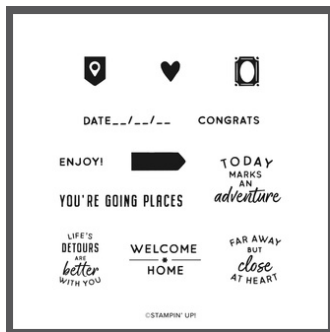 DATE__/__/__ CONGRATS
ENJOY!
TODAY
MARKS
AN
adventure
YOU'RE GOING PLACES
LIFE'S
DETOURS
ARE
better
WITH YOU
WELCOME
HOME
FAR AWAY
BUT
close
AT HEART
©STAMPIN' UP!